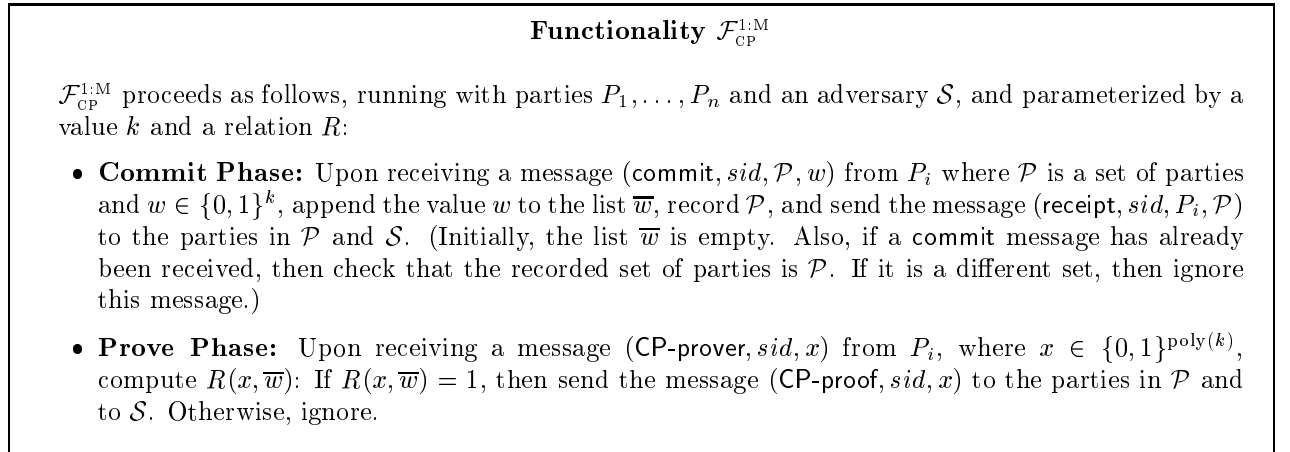 Functionality $\mathcal{F}_{\text{CP}}^{1:\text{M}}$
$\mathcal{F}_{\text{CP}}^{1:\text{M}}$ proceeds as follows, running with parties $P_1, \ldots, P_n$ and an adversary $\mathcal{S}$, and parameterized by a
value $k$ and a relation $R$:
• Commit Phase: Upon receiving a message (commit, $sid$, $\mathcal{P}$, $w$) from $P_i$ where $\mathcal{P}$ is a set of parties
and $w \in \{0,1\}^k$, append the value $w$ to the list $\overline{w}$, record $\mathcal{P}$, and send the message (receipt, $sid$, $P_i$, $\mathcal{P}$)
to the parties in $\mathcal{P}$ and $\mathcal{S}$. (Initially, the list $\overline{w}$ is empty. Also, if a commit message has already
been received, then check that the recorded set of parties is $\mathcal{P}$. If it is a different set, then ignore
this message.)
• Prove Phase: Upon receiving a message (CP-prover, $sid$, $x$) from $P_i$, where $x \in \{0,1\}^{\text{poly}(k)}$,
compute $R(x, \overline{w})$: If $R(x, \overline{w}) = 1$, then send the message (CP-proof, $sid$, $x$) to the parties in $\mathcal{P}$ and
to $\mathcal{S}$. Otherwise, ignore.